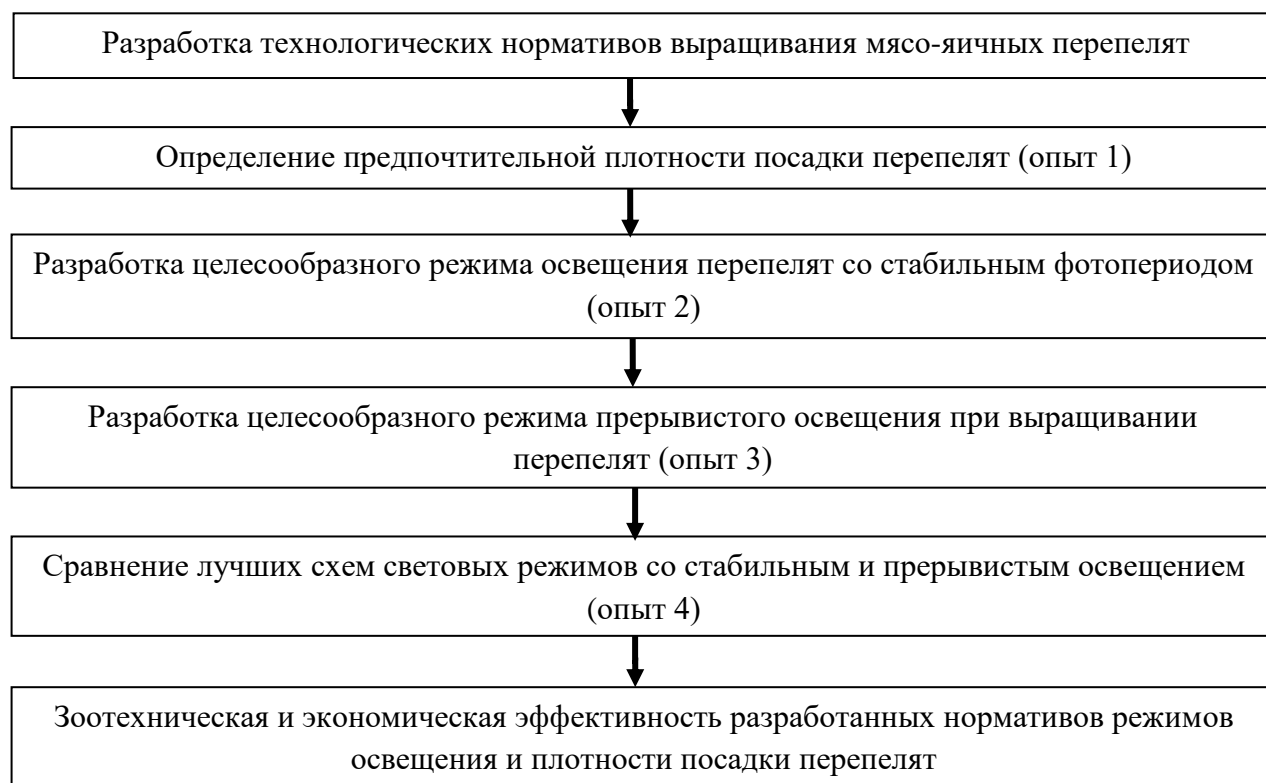 Разработка технологических нормативов выращивания мясо-яичных перепелят
Определение предпочтительной плотности посадки перепелят (опыт 1)
Разработка целесообразного режима освещения перепелят со стабильным фотопериодом
(опыт 2)
Разработка целесообразного режима прерывистого освещения при выращивании
перепелят (опыт 3)
Сравнение лучших схем световых режимов со стабильным и прерывистым освещением
(опыт 4)
Зоотехническая и экономическая эффективность разработанных нормативов режимов
освещения и плотности посадки перепелят